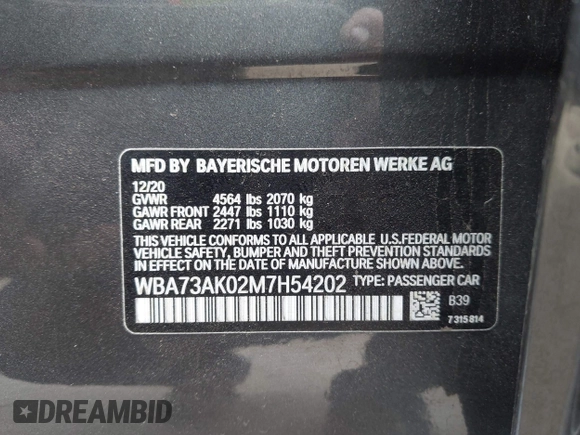 MFD BY BAYERISCHE MOTOREN WERKE AG
12/20
GVWR 4564 lbs 2070 kg
GAWR FRONT 2447 lbs 1110 kg
GAWR REAR 2271 lbs 1030 kg
THIS VEHICLE CONFORMS TO ALL APPLICABLE U.S.FEDERAL MOTOR
VEHICLE SAFETY, BUMPER AND THEFT PREVENTION STANDARDS
IN EFFECT ON THE DATE OF MANUFACTURE SHOWN ABOVE.
WBA73AK02M7H54202 TYPE: PASSENGER CAR
B39
7315814
DREAMBID